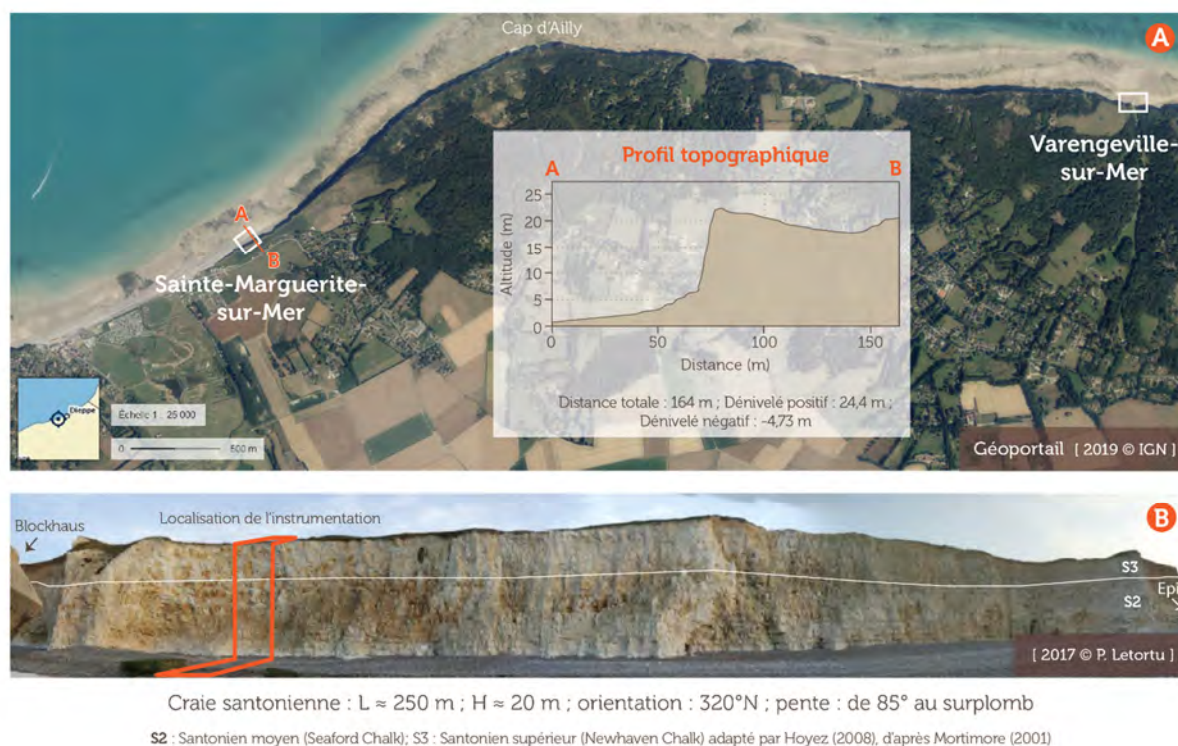 Cap d'Ailly
A
Varengeville-
sur-Mer
A
B
Sainte-Marguerite-
sur-Mer
Profil topographique
A
B
Altitude (m)
25
20
15
10
5
0
0
50
100
150
Distance (m)
Distance totale : 164 m ; Dénivelé positif : 24,4 m ;
Dénivelé négatif : -4,73 m
Dieppe
Échelle 1 : 25 000
0
500 m
Géoportail [ 2019 © IGN ]
Blockhaus
Localisation de l'instrumentation
B
S3
S2
Epi
[ 2017 © P. Letortu ]
Craie santonienne : L ≈ 250 m ; H ≈ 20 m ; orientation : 320°N ; pente : de 85° au surplomb
S2 : Santonien moyen (Seaford Chalk); S3 : Santonien supérieur (Newhaven Chalk) adapté par Hoyez (2008), d'après Mortimore (2001)